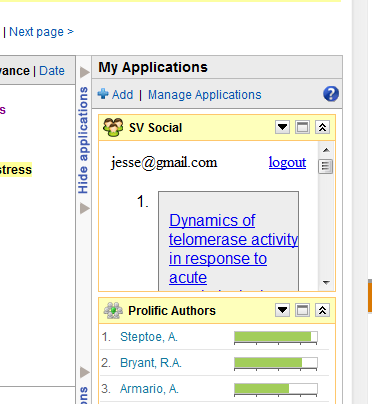 | Next page >
vance | Date
s
stress
Hide applications
ns
My Applications
Add | Manage Applications
?
SV Social
jesse@gmail.com logout
1.
Dynamics of
telomerase activity
in response to
acute
Prolific Authors
1. Steptoe, A.
2. Bryant, R.A.
3. Armario, A.